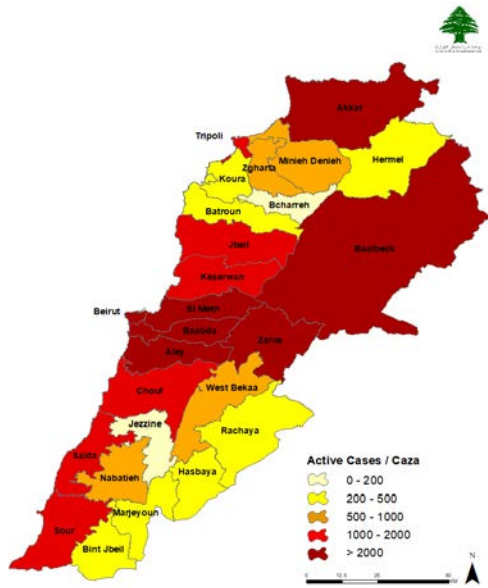 Akkar
Tripoli
Hermel
Minieh Denieh
Zgharta
Koura
Bcharreh
Batroun
Baalbeck
Jbeil
Keserwan
El Metn
Beirut
Baabda
Zahle
Aley
West Bekaa
Chouf
Jezzine
Rachaya
Saida
Hasbaya
Nabatieh
Marjeyoun
Sour
Bint Jbeil
Active Cases / Caza
0 - 200
200 - 500
500 - 1000
1000 - 2000
> 2000
N